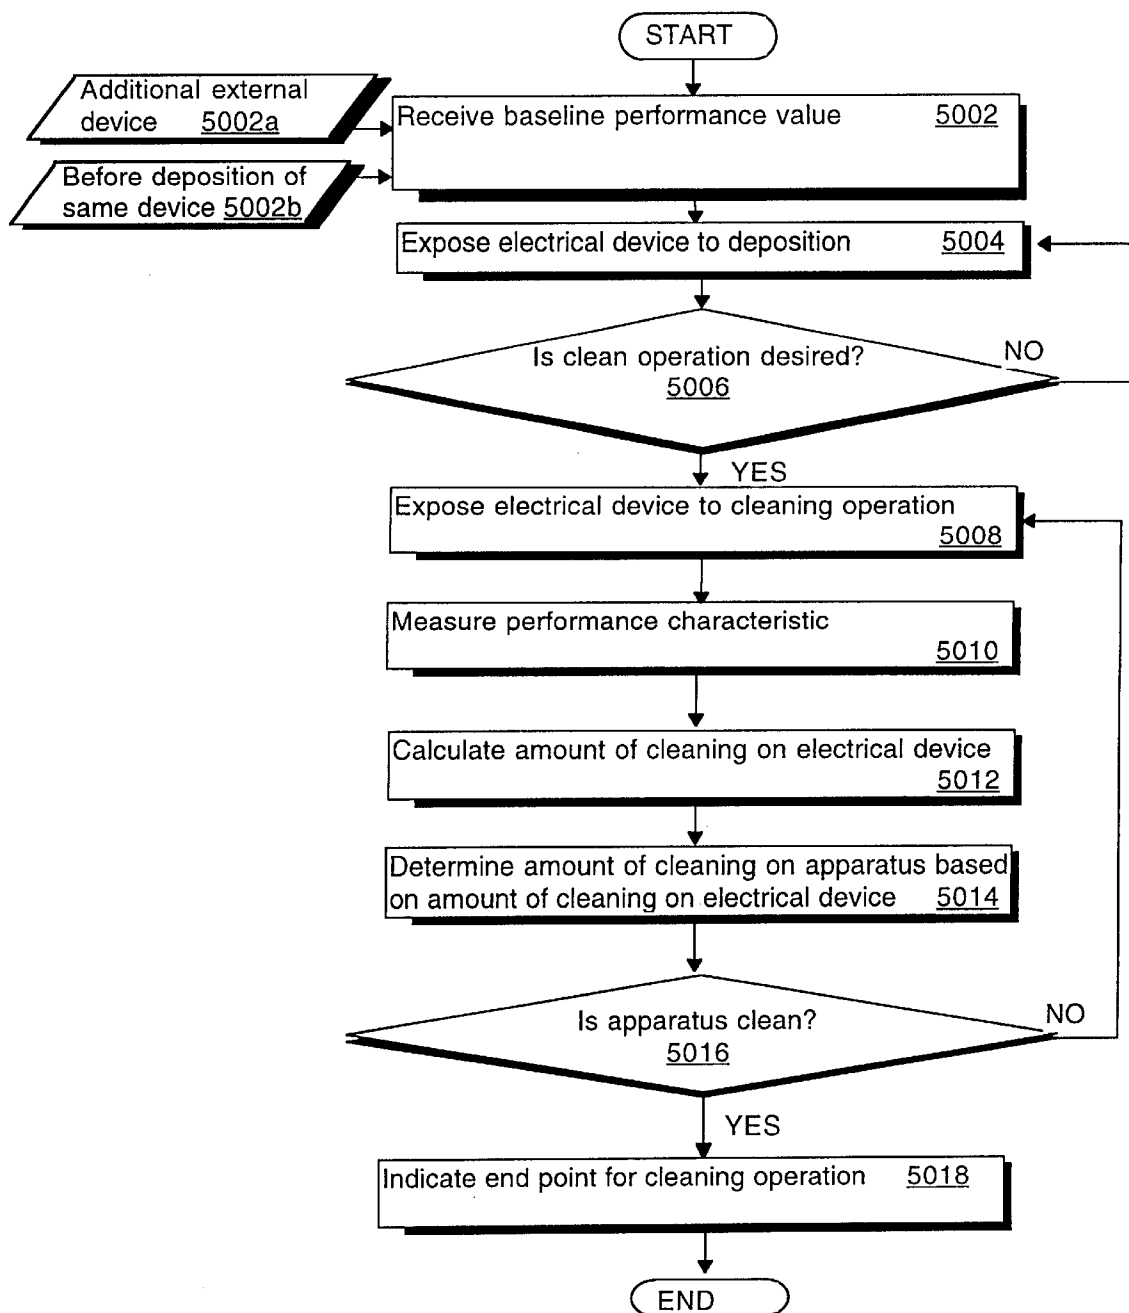 START
Additional external
device 5002a
Receive baseline performance value 5002
Before deposition of
same device 5002b
Expose electrical device to deposition 5004
Is clean operation desired?
NO
5006
YES
Expose electrical device to cleaning operation
5008
Measure performance characteristic
5010
Calculate amount of cleaning on electrical device
5012
Determine amount of cleaning on apparatus based
on amount of cleaning on electrical device 5014
Is apparatus clean?
NO
5016
YES
Indicate end point for cleaning operation 5018
END